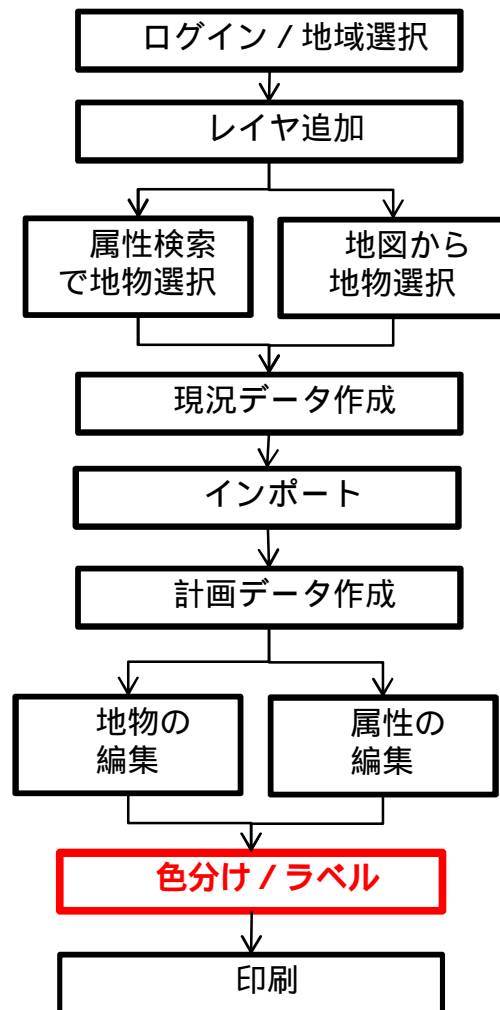 ログイン / 地域選択
レイヤ追加
属性検索
で地物選択
地図から
地物選択
現況データ作成
インポート
計画データ作成
地物の
編集
属性の
編集
色分け / ラベル
印刷